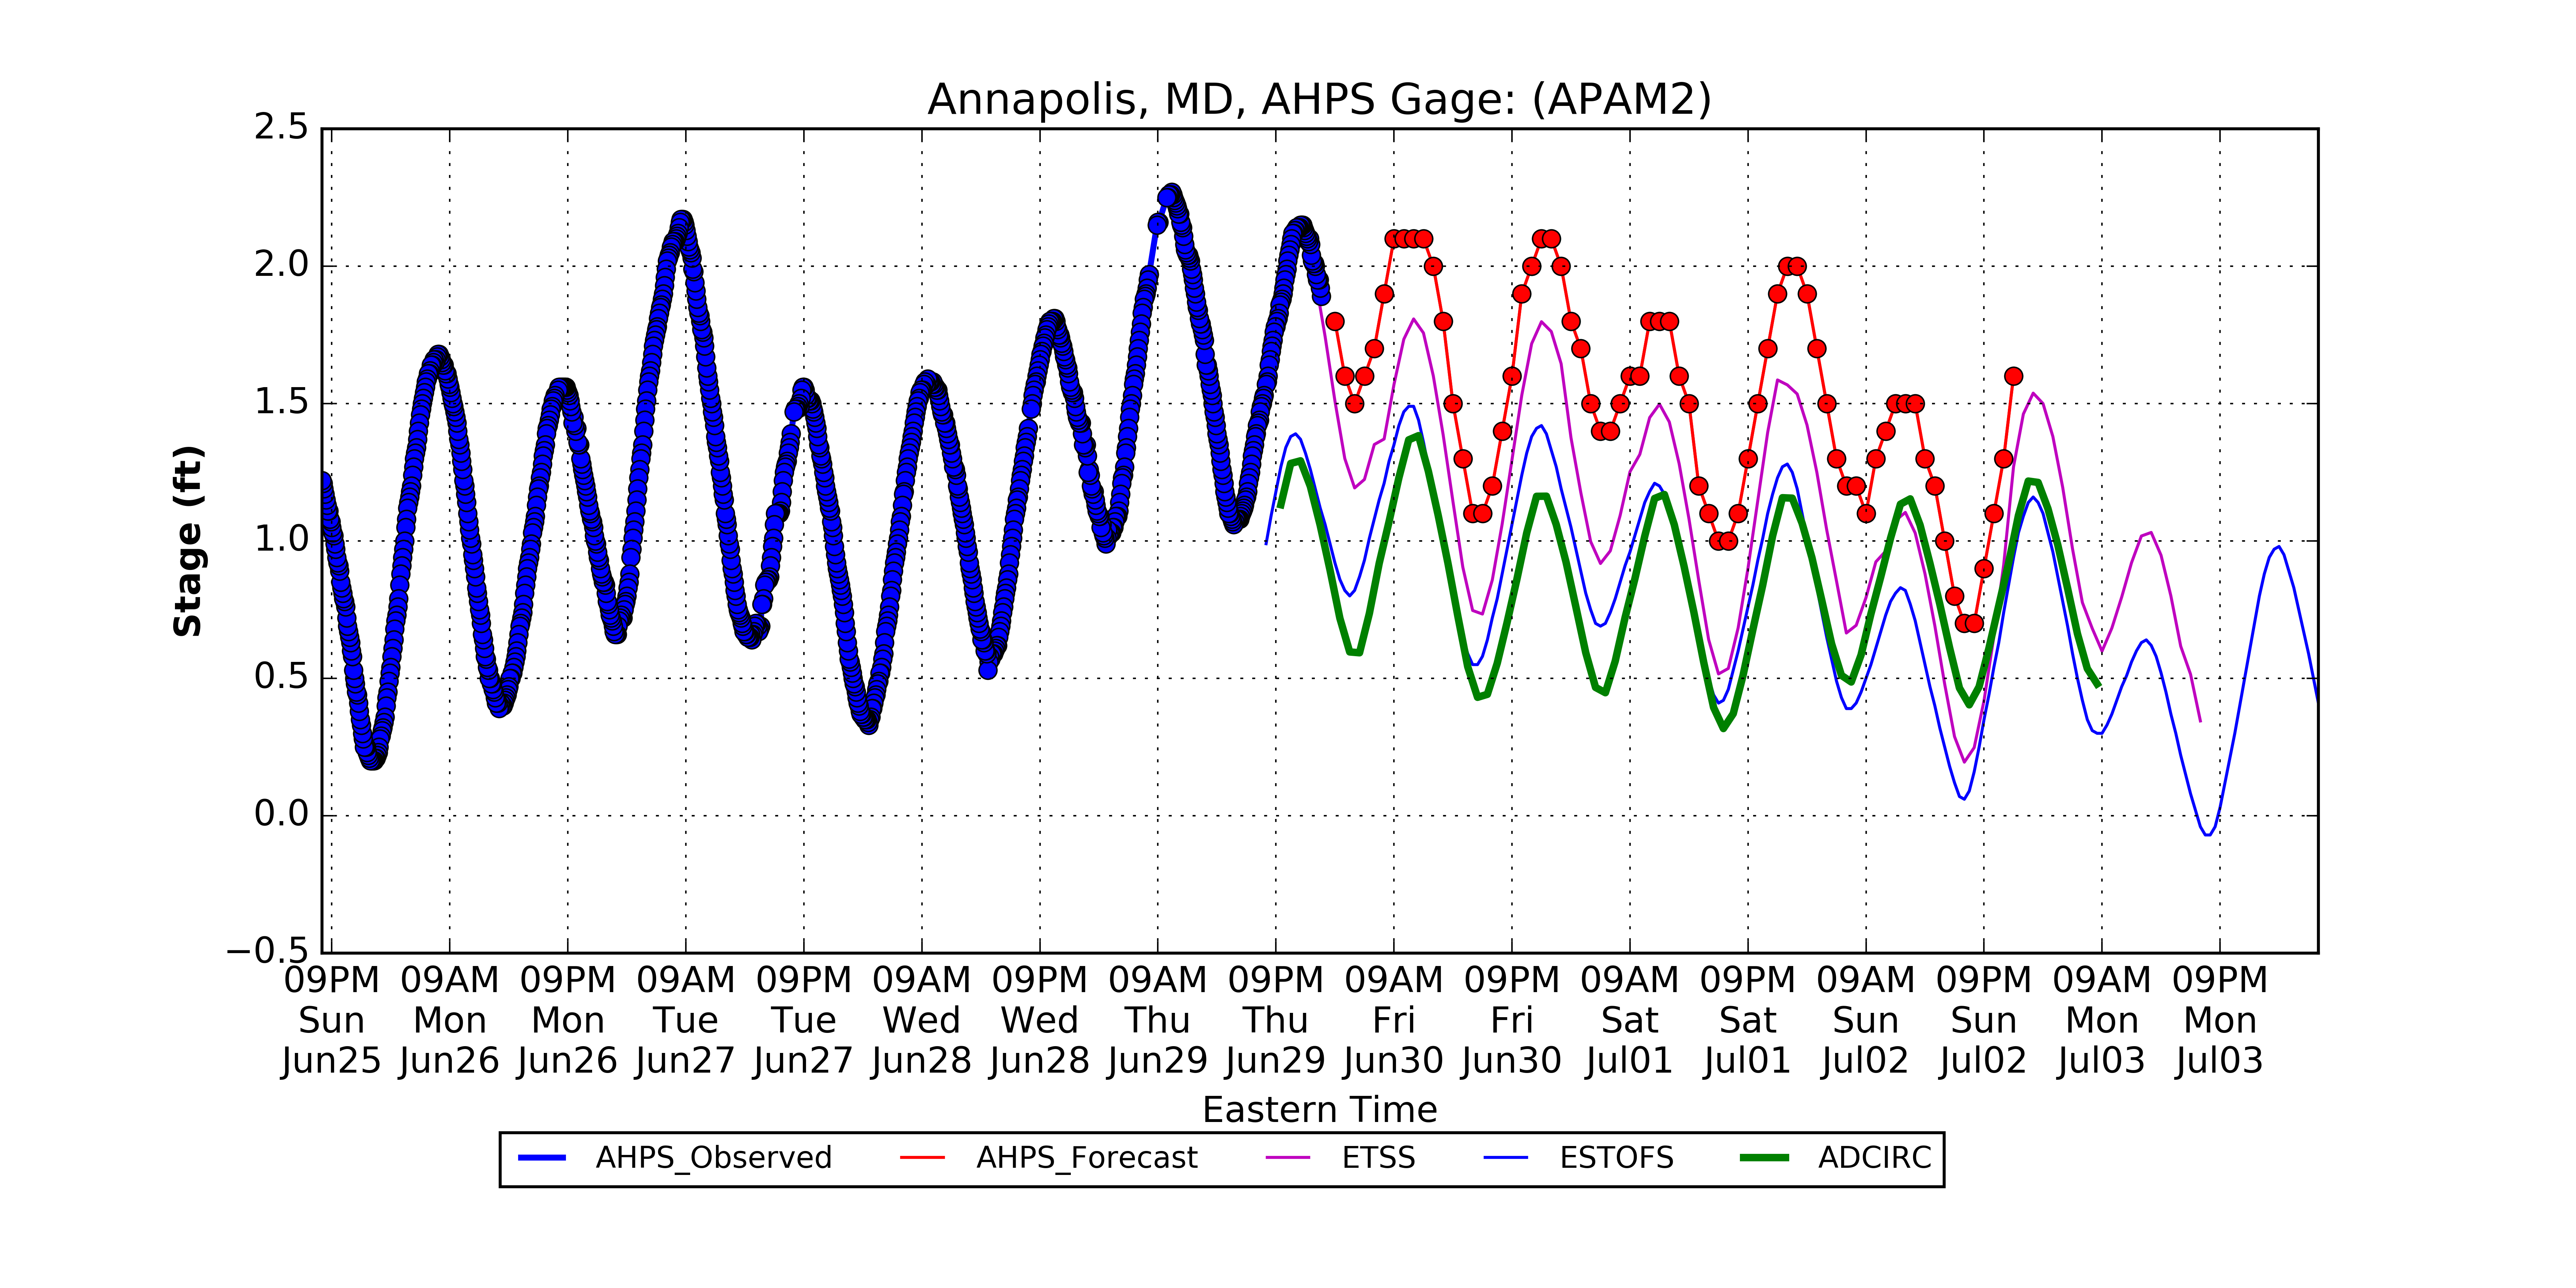 Annapolis, MD, AHPS Gage: (APAM2)
2.5
2.0
1.5
1.0
0.5
0.0
−0.5
Stage (ft)
09PM 09AM 09PM 09AM 09PM 09AM 09PM 09AM 09PM 09AM 09PM 09AM 09PM 09AM 09PM 09AM 09PM
Sun Mon Mon Tue Tue Wed Wed Thu Thu Fri Fri Sat Sat Sun Sun Mon Mon
Jun25 Jun26 Jun26 Jun27 Jun27 Jun28 Jun28 Jun29 Jun29 Jun30 Jun30 Jul01 Jul01 Jul02 Jul02 Jul03 Jul03
Eastern Time
AHPS_Observed AHPS_Forecast ETSS ESTOFS ADCIRC